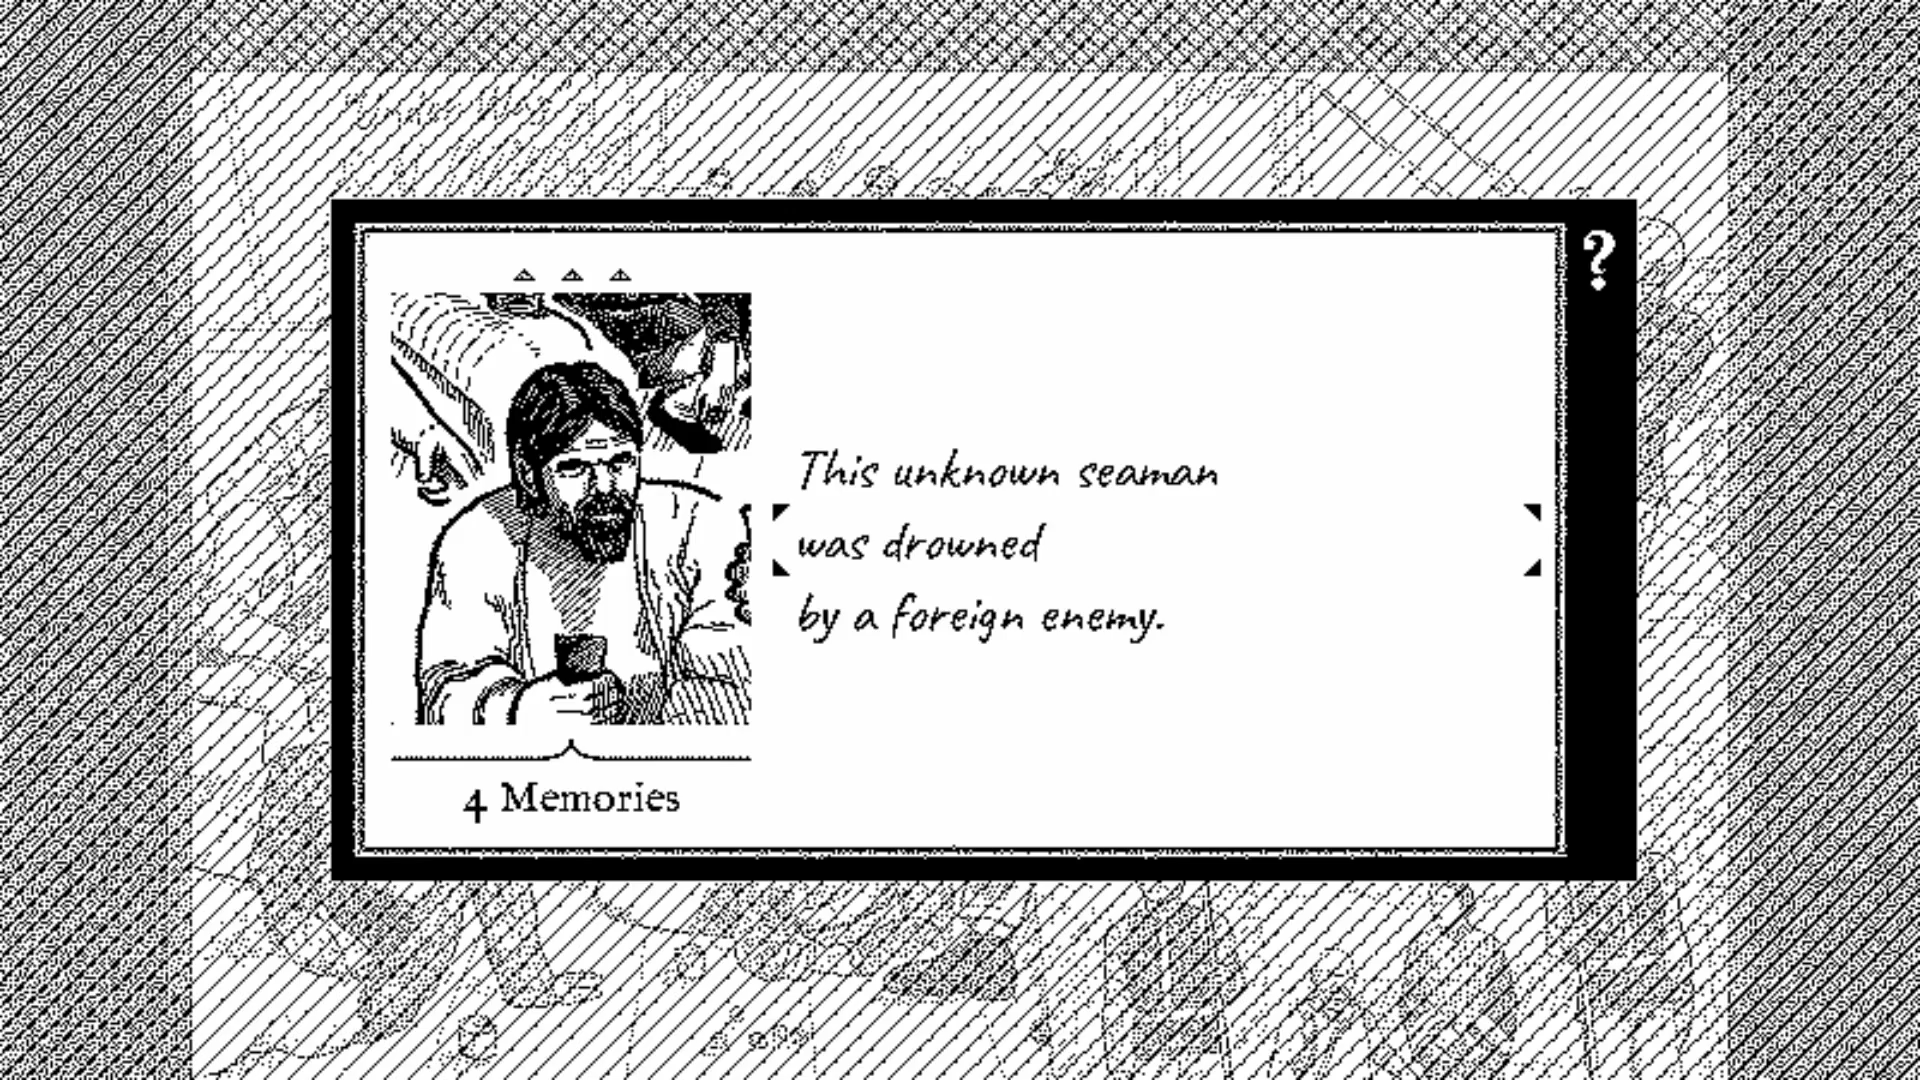 ?
This unknown seaman
was drowned
by a foreign enemy.
4 Memories